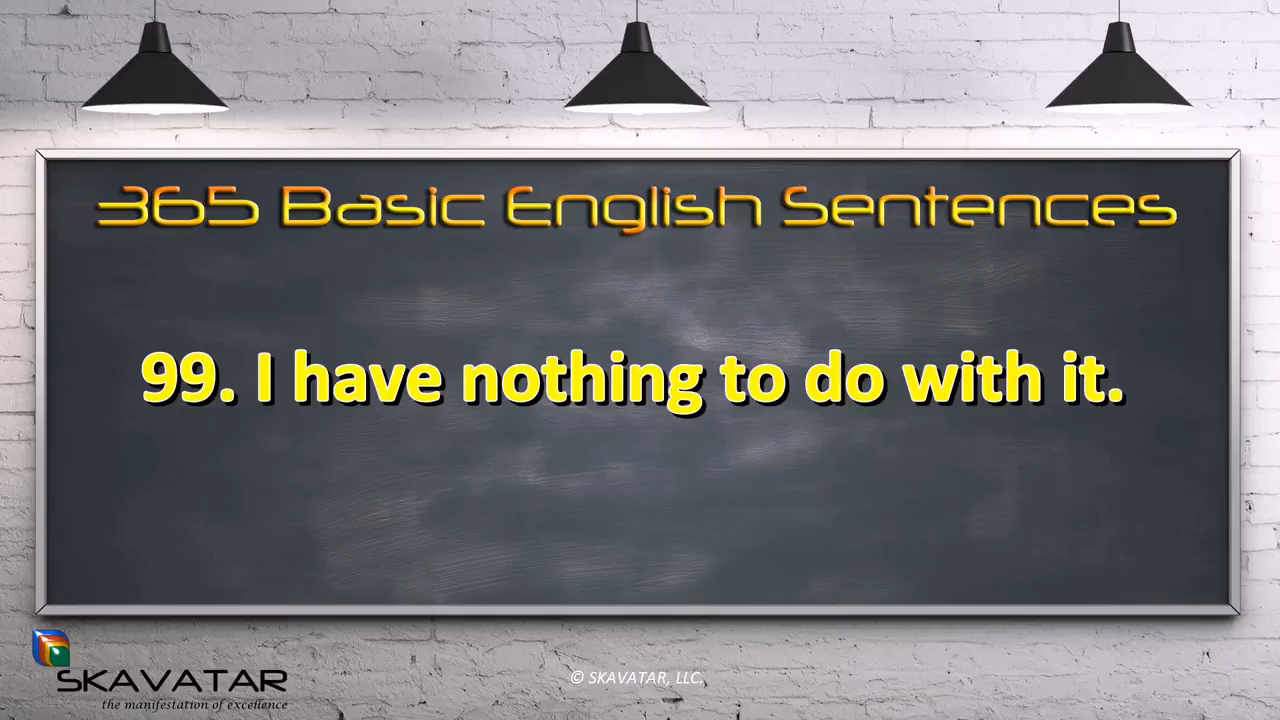 365 Basic English Sentences
99. I have nothing to do with it.
SKAVATAR
the manifestation of excellence
© SKAVATAR, LLC.